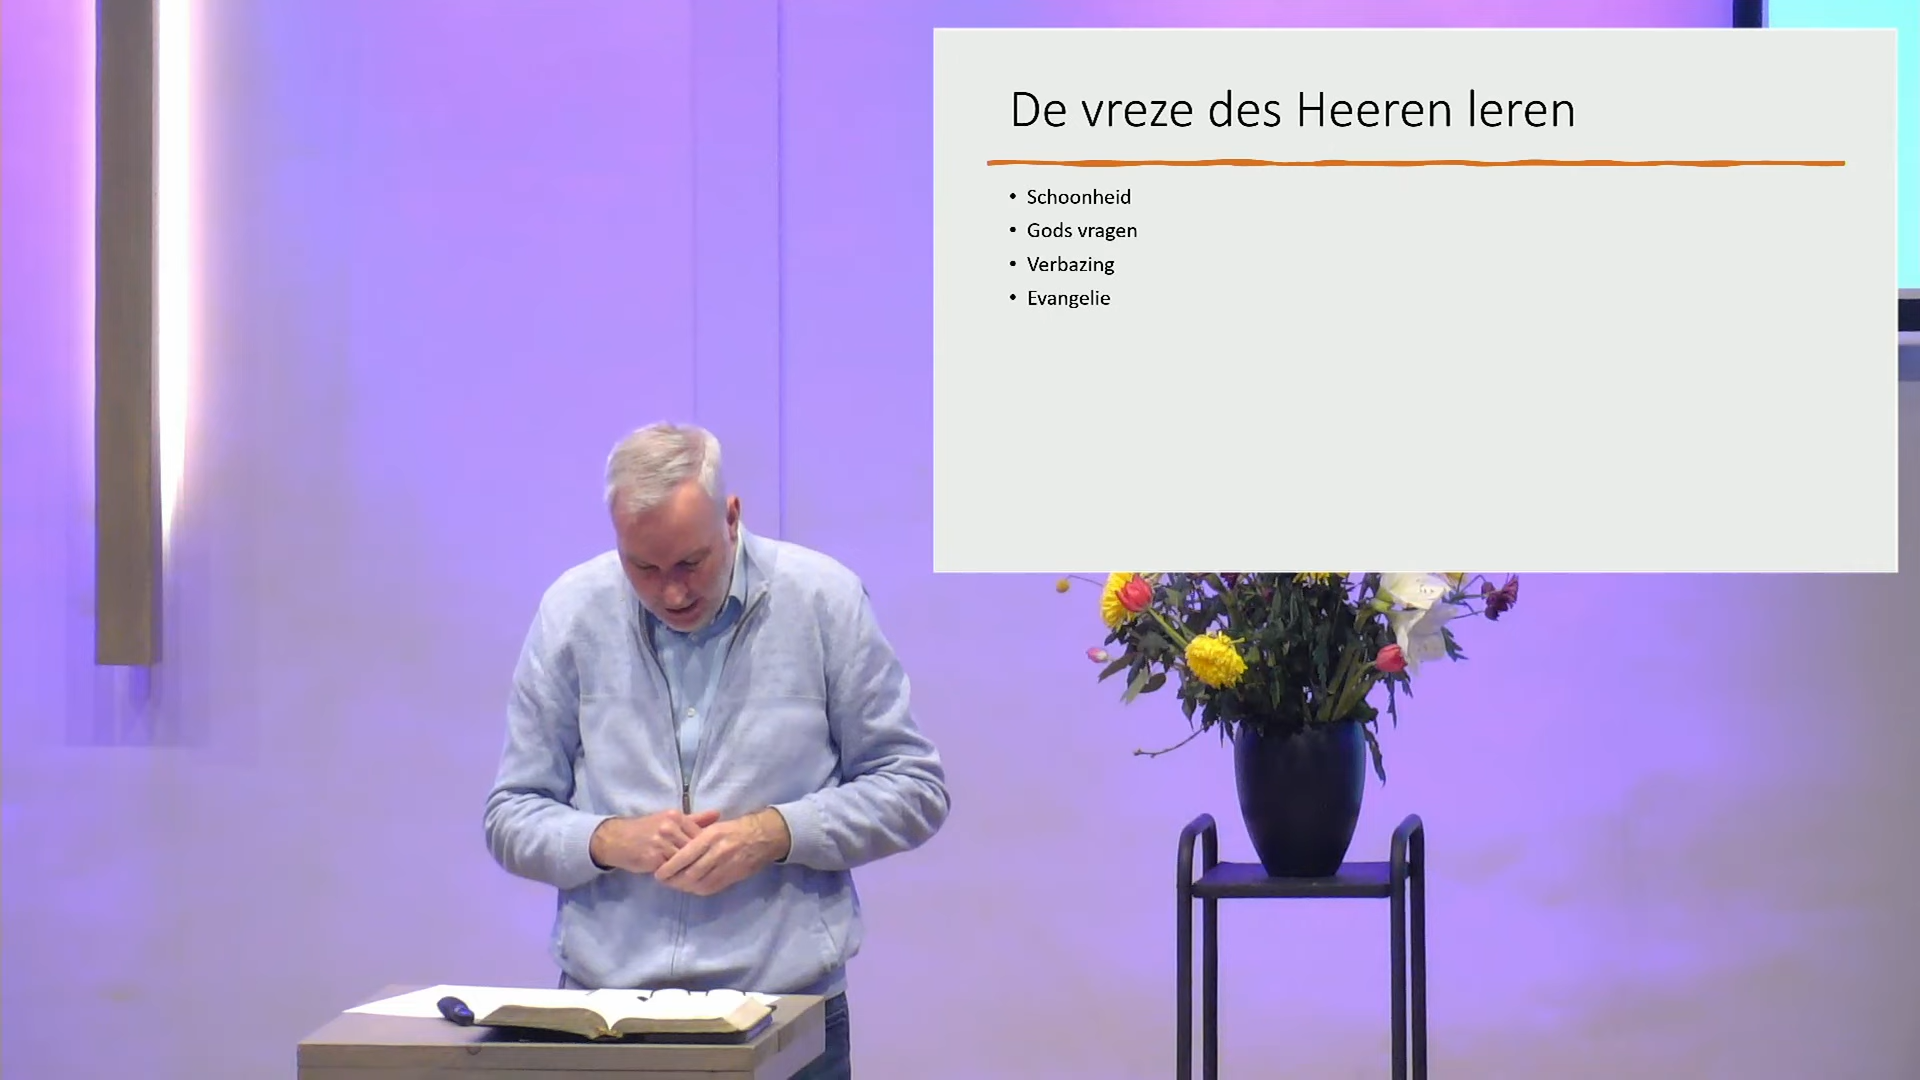 De vreze des Heeren leren
• Schoonheid
• Gods vragen
• Verbazing
• Evangelie